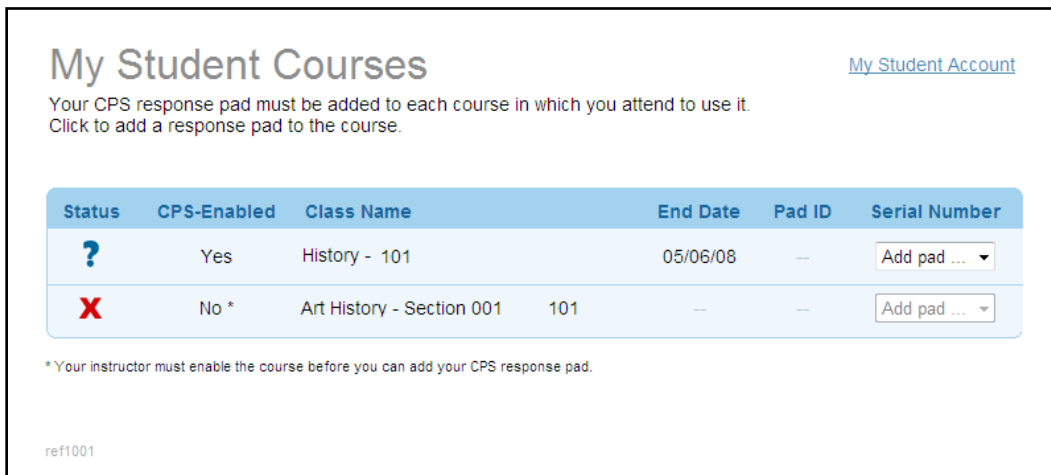 My Student Courses
My Student Account
Your CPS response pad must be added to each course in which you attend to use it.
Click to add a response pad to the course.
Status CPS-Enabled Class Name End Date Pad ID Serial Number
? Yes History - 101 05/06/08 -- Add pad ...
X No * Art History - Section 001 101 -- -- Add pad ...
* Your instructor must enable the course before you can add your CPS response pad.
ref1001